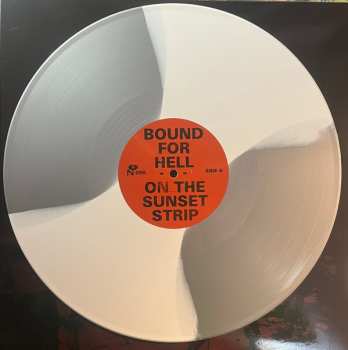 BOUND
FOR
HELL
ON THE
SUNSET
STRIP